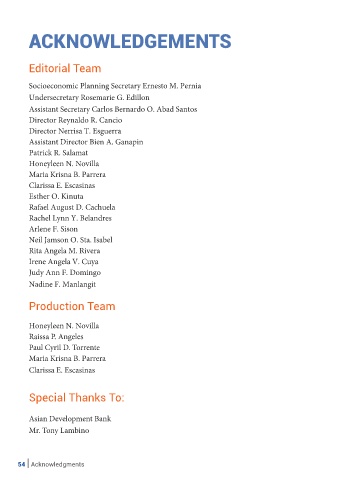 ACKNOWLEDGEMENTS
Editorial Team
Socioeconomic Planning Secretary Ernesto M. Pernia
Undersecretary Rosemarie G. Edillon
Assistant Secretary Carlos Bernardo O. Abad Santos
Director Reynaldo R. Cancio
Director Nerrisa T. Esguerra
Assistant Director Bien A. Ganapin
Patrick R. Salamat
Honeyleen N. Novilla
Maria Krisna B. Parrera
Clarissa E. Escasinas
Esther O. Kinuta
Rafael August D. Cachuela
Rachel Lynn Y. Belandres
Arlene F. Sison
Neil Jamson O. Sta. Isabel
Rita Angela M. Rivera
Irene Angela V. Cuya
Judy Ann F. Domingo
Nadine F. Manlangit
Production Team
Honeyleen N. Novilla
Raissa P. Angeles
Paul Cyril D. Torrente
Maria Krisna B. Parrera
Clarissa E. Escasinas
Special Thanks To:
Asian Development Bank
Mr. Tony Lambino
54 | Acknowledgments